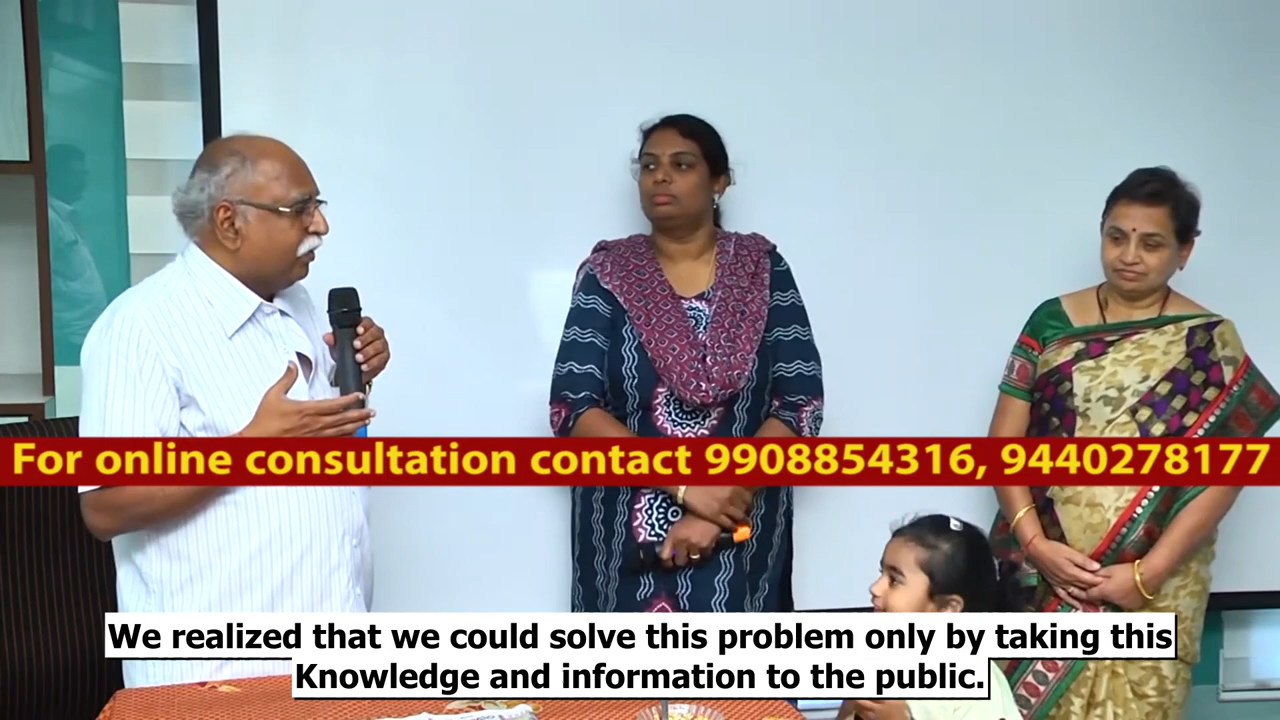 For online consultation contact 9908854316, 9440278177
We realized that we could solve this problem only by taking this
Knowledge and information to the public.